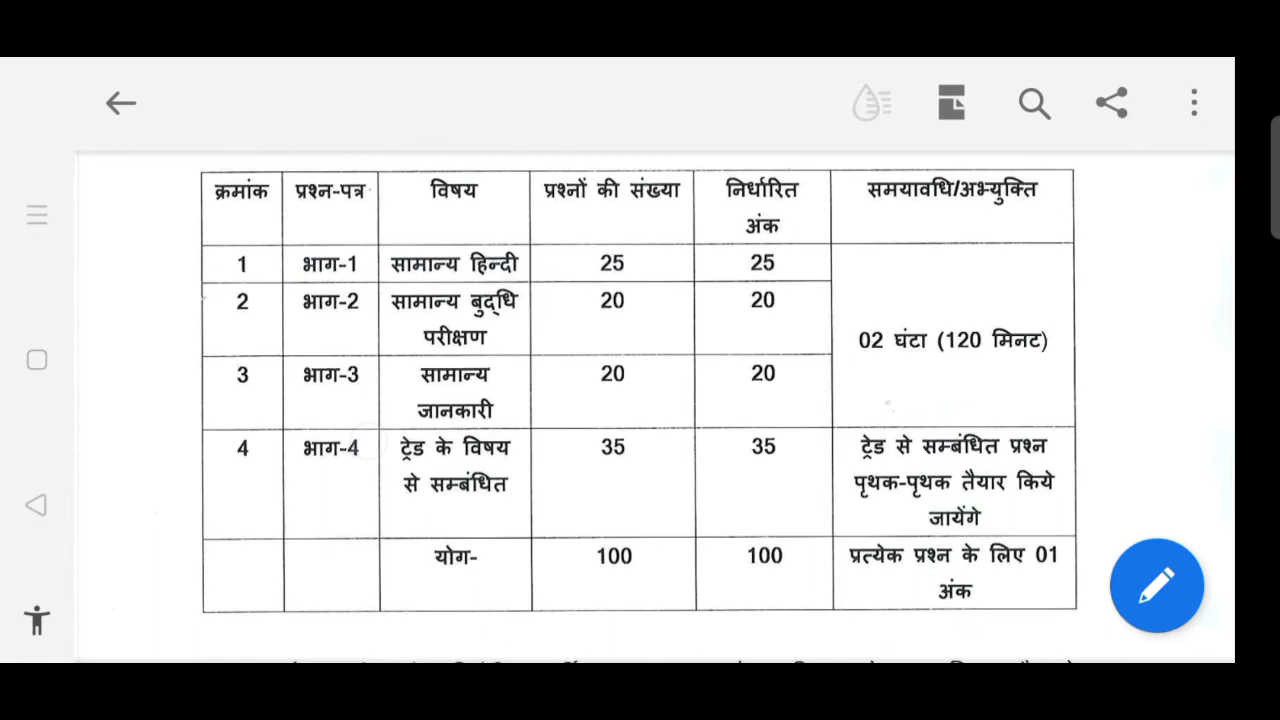 क्रमांक प्रश्न-पत्र विषय प्रश्नों की संख्या निर्धारित समयावधि/अभ्युक्ति
अंक
1 भाग-1 सामान्य हिन्दी 25 25
2 भाग-2 सामान्य बुद्धि 20 20
परीक्षण 02 घंटा (120 मिनट)
3 भाग-3 सामान्य 20 20
जानकारी
4 भाग-4 ट्रेड के विषय 35 35 ट्रेड से सम्बंधित प्रश्न
से सम्बंधित पृथक-पृथक तैयार किये
जायेंगे
योग- 100 100 प्रत्येक प्रश्न के लिए 01
अंक